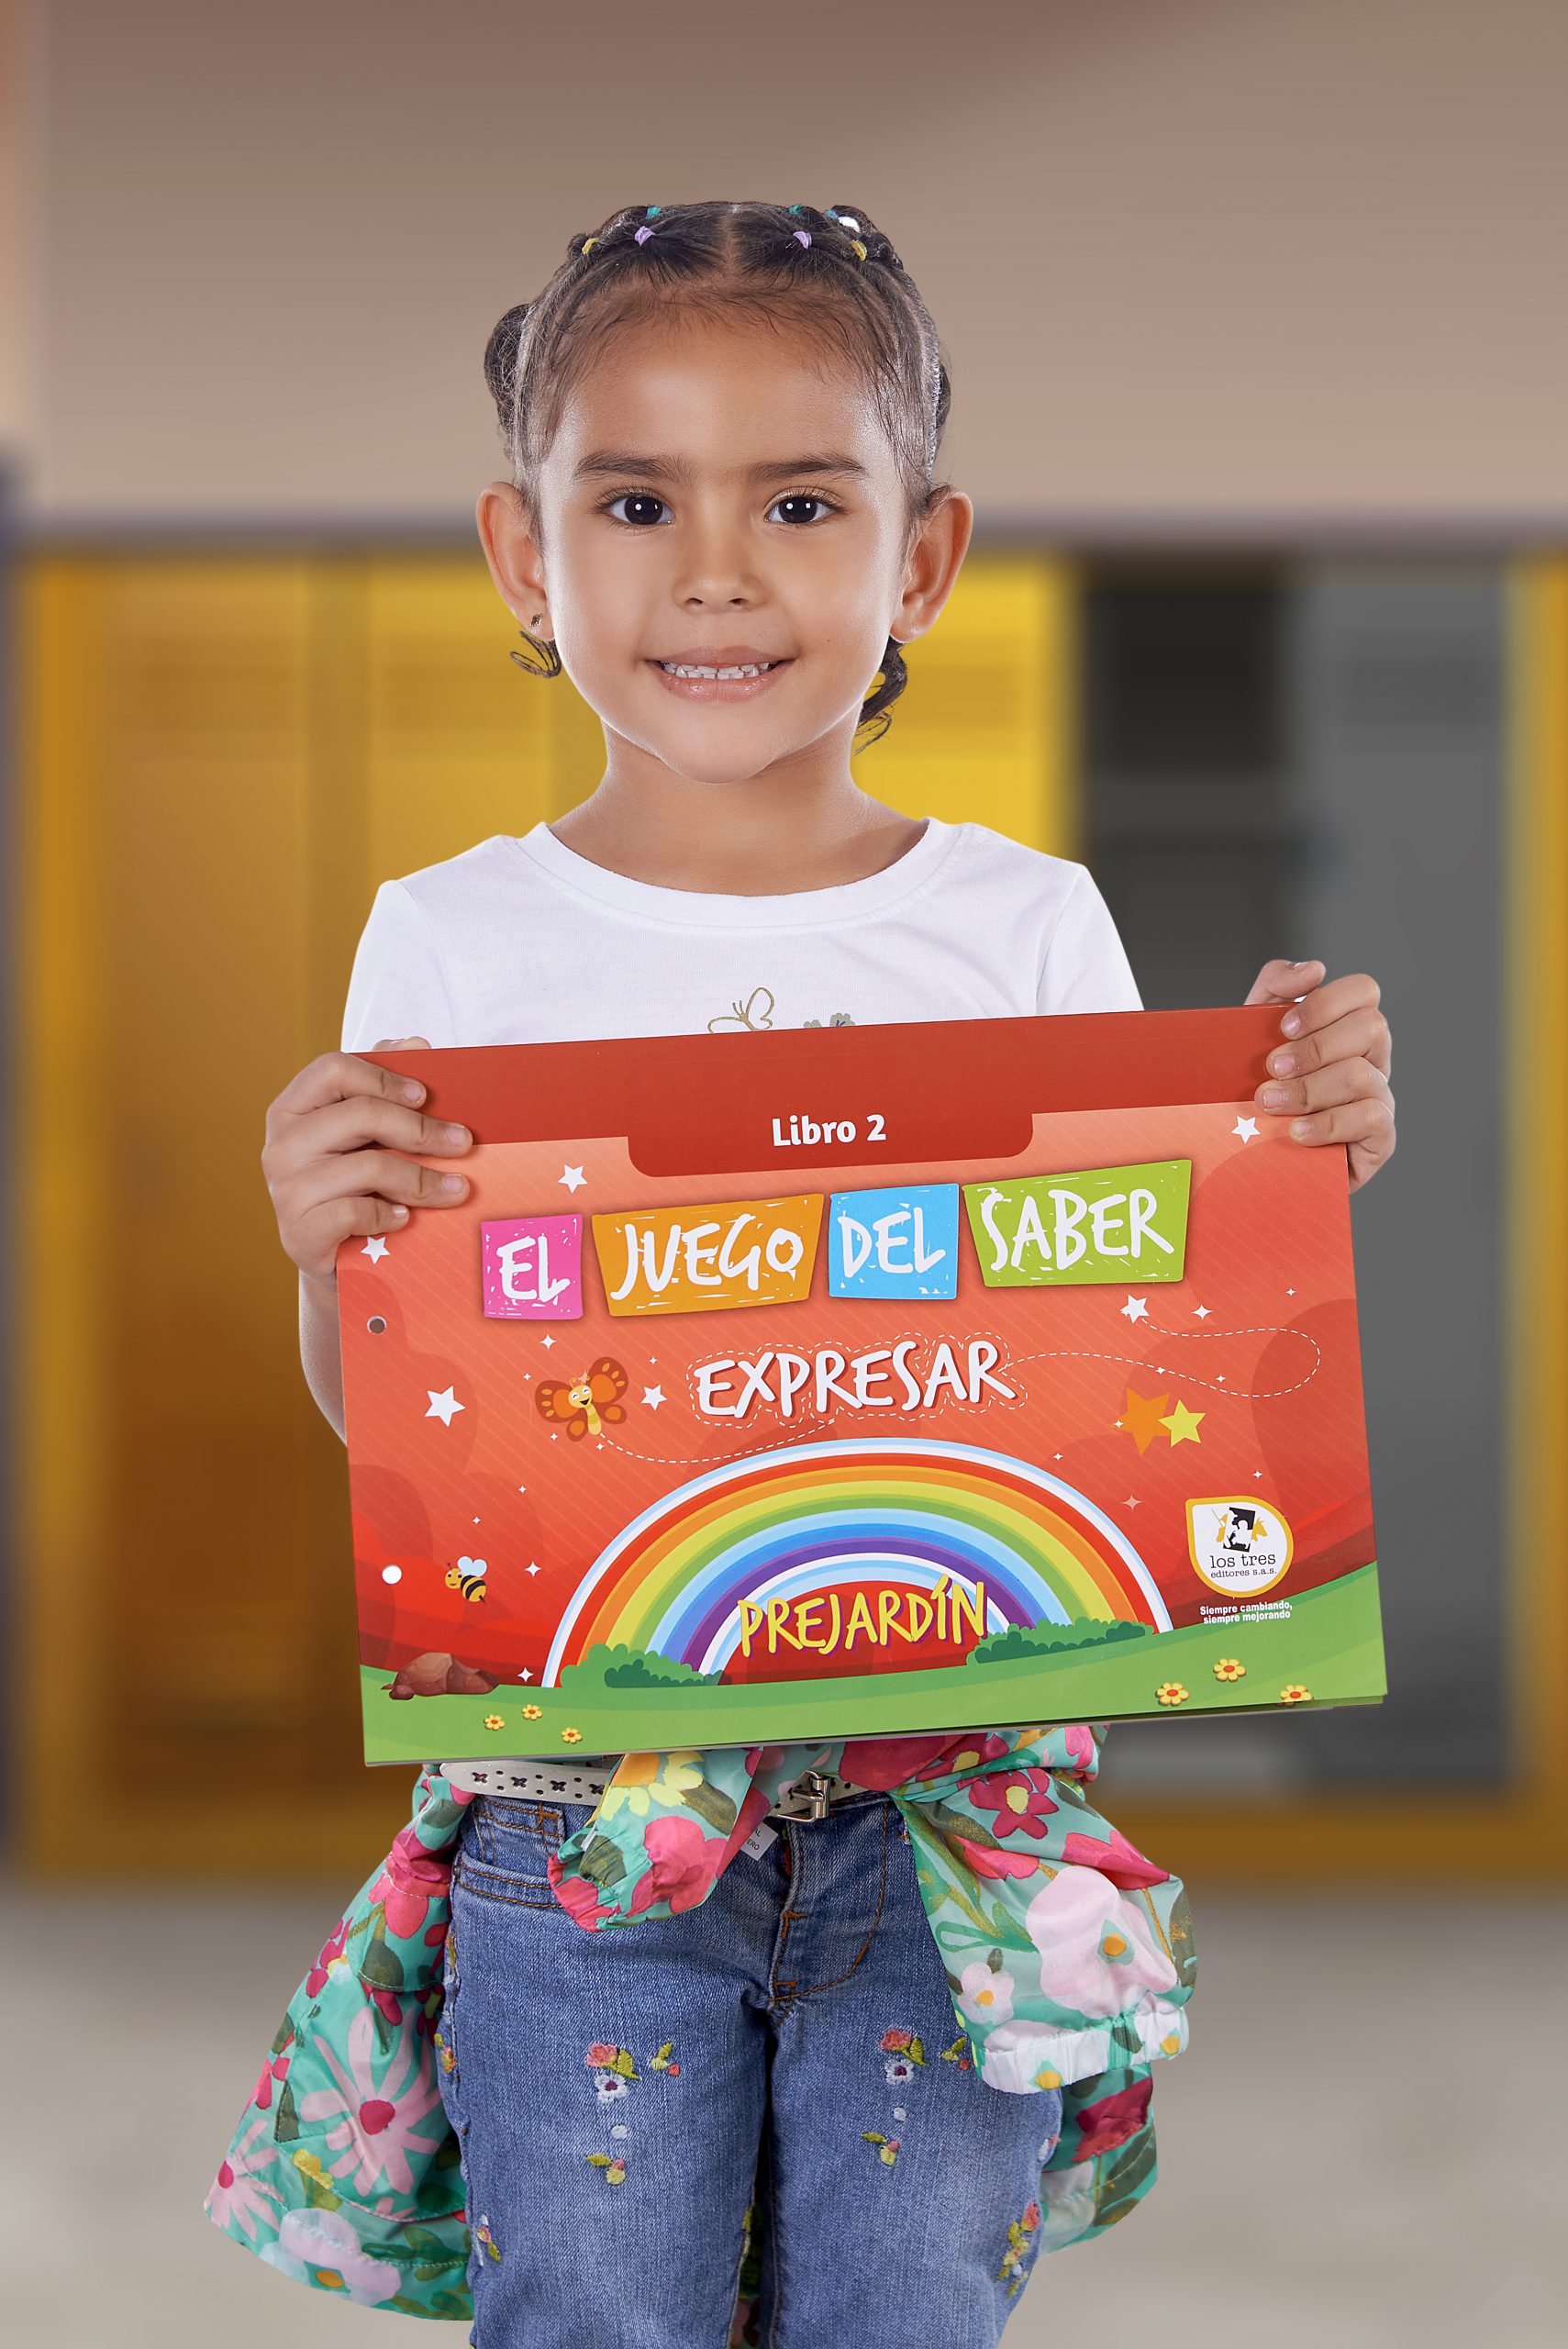 Libro 2
EL JUEGO DEL SABER
EXPRESAR
PREJARDÍN
los tres
editores s.a.s.
Siempre cambiando,
siempre mejorando